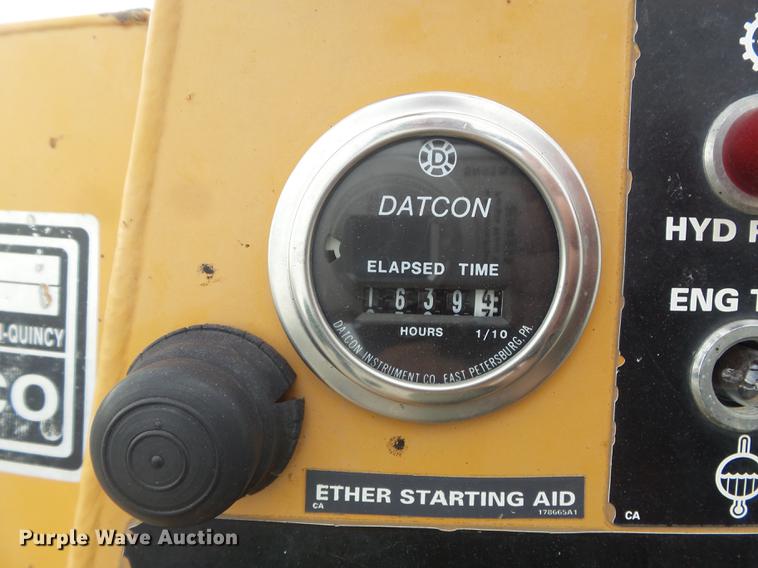 D
DATCON
ELAPSED TIME
1 6 3 9 4
HOURS 1/10
DATCON INSTRUMENT CO. EAST PETERSBURG, PA.
HYD
ENG
-QUINCY
CO
ETHER STARTING AID
CA 178665A1
CA
Purple Wave Auction